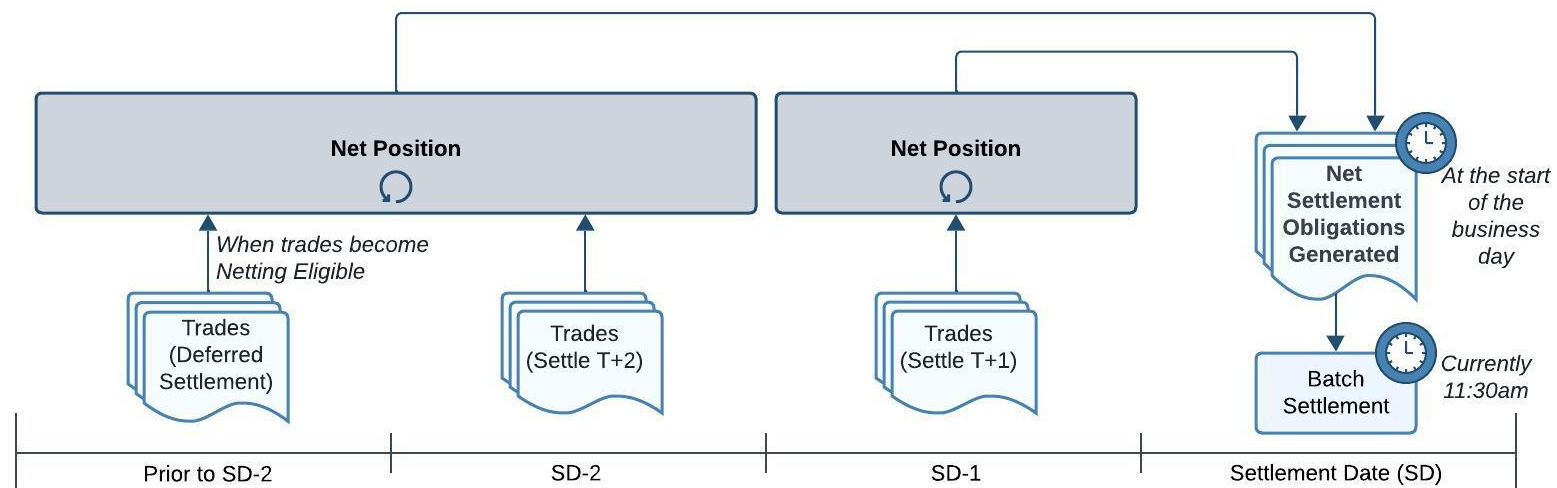 Net Position
Net Position
Net
Settlement
Obligations
Generated
At the start
of the
business
day
When trades become
Netting Eligible
Trades
(Deferred
Settlement)
Trades
(Settle T+2)
Trades
(Settle T+1)
Batch
Settlement
Currently
11:30am
Prior to SD-2
SD-2
SD-1
Settlement Date (SD)